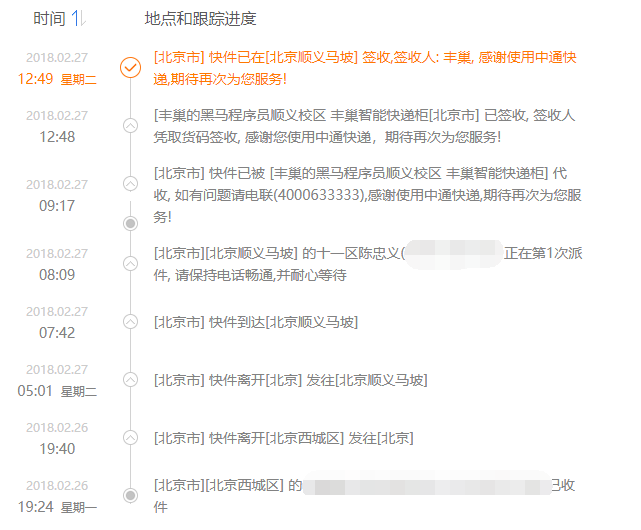 时间 地点和跟踪进度
2018.02.27
12:49 星期二
[北京市] 快件已在[北京顺义马坡] 签收,签收人: 丰巢, 感谢使用中通快
递,期待再次为您服务!
2018.02.27
12:48
[丰巢的黑马程序员顺义校区 丰巢智能快递柜[北京市] 已签收, 签收人
凭取货码签收, 感谢您使用中通快递，期待再次为您服务!
2018.02.27
09:17
[北京市] 快件已被 [丰巢的黑马程序员顺义校区 丰巢智能快递柜] 代
收, 如有问题请电联(4000633333),感谢使用中通快递,期待再次为您服
务!
2018.02.27
08:09
[北京市][北京顺义马坡] 的十一区陈忠义( 正在第1次派
件, 请保持电话畅通,并耐心等待
2018.02.27
07:42
[北京市] 快件到达[北京顺义马坡]
2018.02.27
05:01 星期二
[北京市] 快件离开[北京] 发往[北京顺义马坡]
2018.02.26
19:40
[北京市] 快件离开[北京西城区] 发往[北京]
2018.02.26
19:24 星期一
[北京市][北京西城区] 的 已收
件